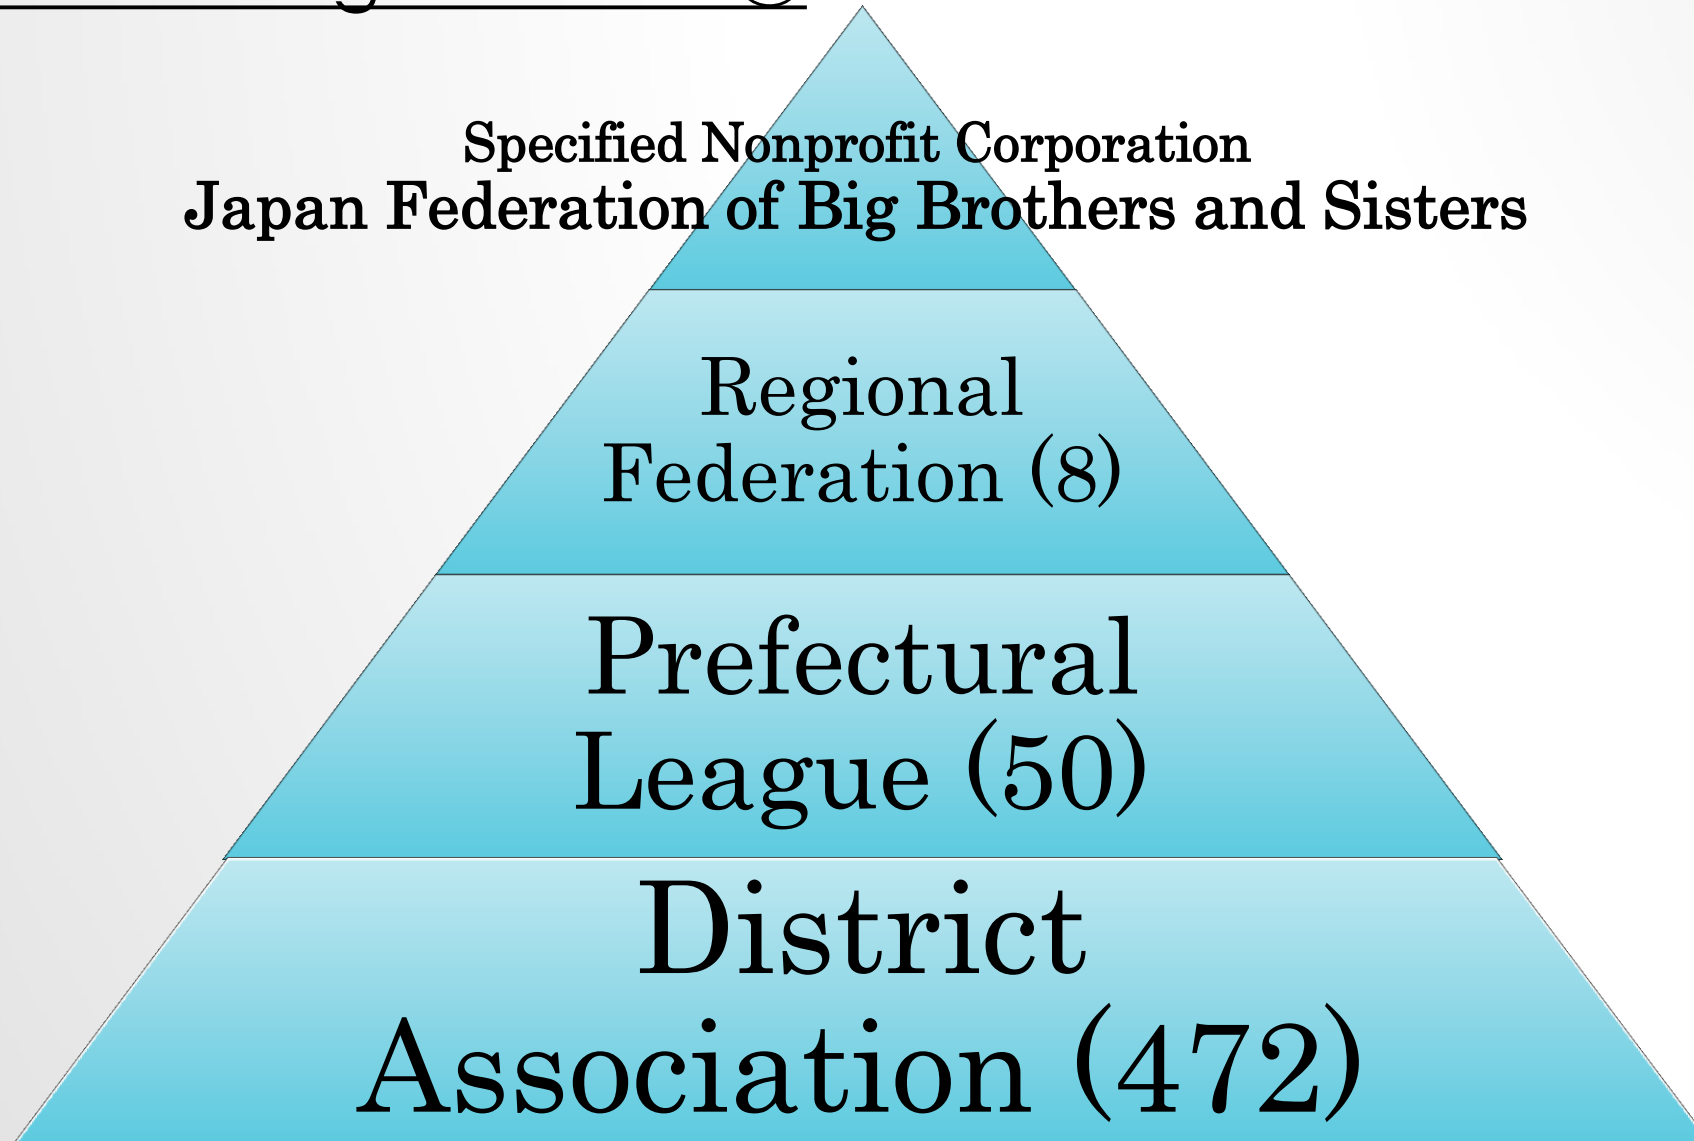 Specified Nonprofit Corporation
Japan Federation of Big Brothers and Sisters
Regional
Federation (8)
Prefectural
League (50)
District
Association (472)